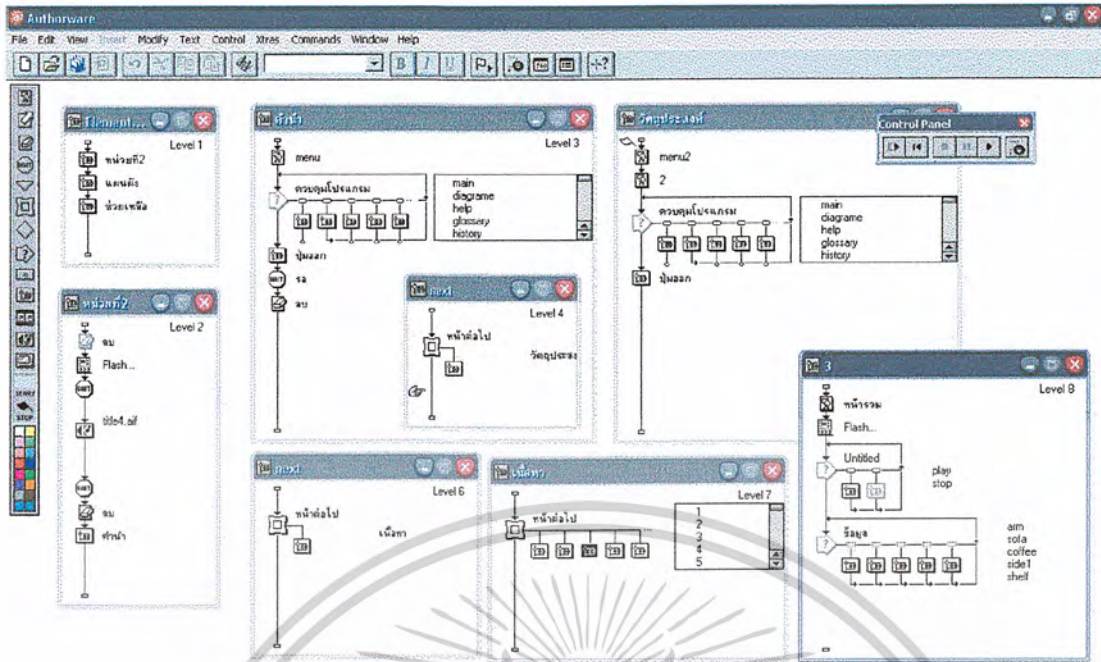 Authorware
File Edit View Insert Modify Text Control Xtras Commands Window Help
B I U
Element...
Level 1
หน่วยที่2
แผนผัง
ช่วยเหลือ
คำนำ
Level 3
menu
ควบคุมโปรแกรม
main
diagrame
help
glossary
history
ปุ่มออก
WAIT
รอ
ลบ
วัตถุประสงค์
Control Panel
menu2
2
ควบคุมโปรแกรม
main
diagrame
help
glossary
history
ปุ่มออก
หน่วยที่2
Level 2
ลบ
Flash...
WAIT
title4.aif
WAIT
ลบ
คำนำ
next
Level 4
หน้าต่อไป
วัตถุประสง
3
Level 8
หน้ารวม
Flash...
Untitled
play
stop
ข้อมูล
arm
sofa
coffee
side1
shelf
next
Level 6
หน้าต่อไป
เนื้อหา
เนื้อหา
Level 7
หน้าต่อไป
1
2
3
4
5
WAIT
START
STOP